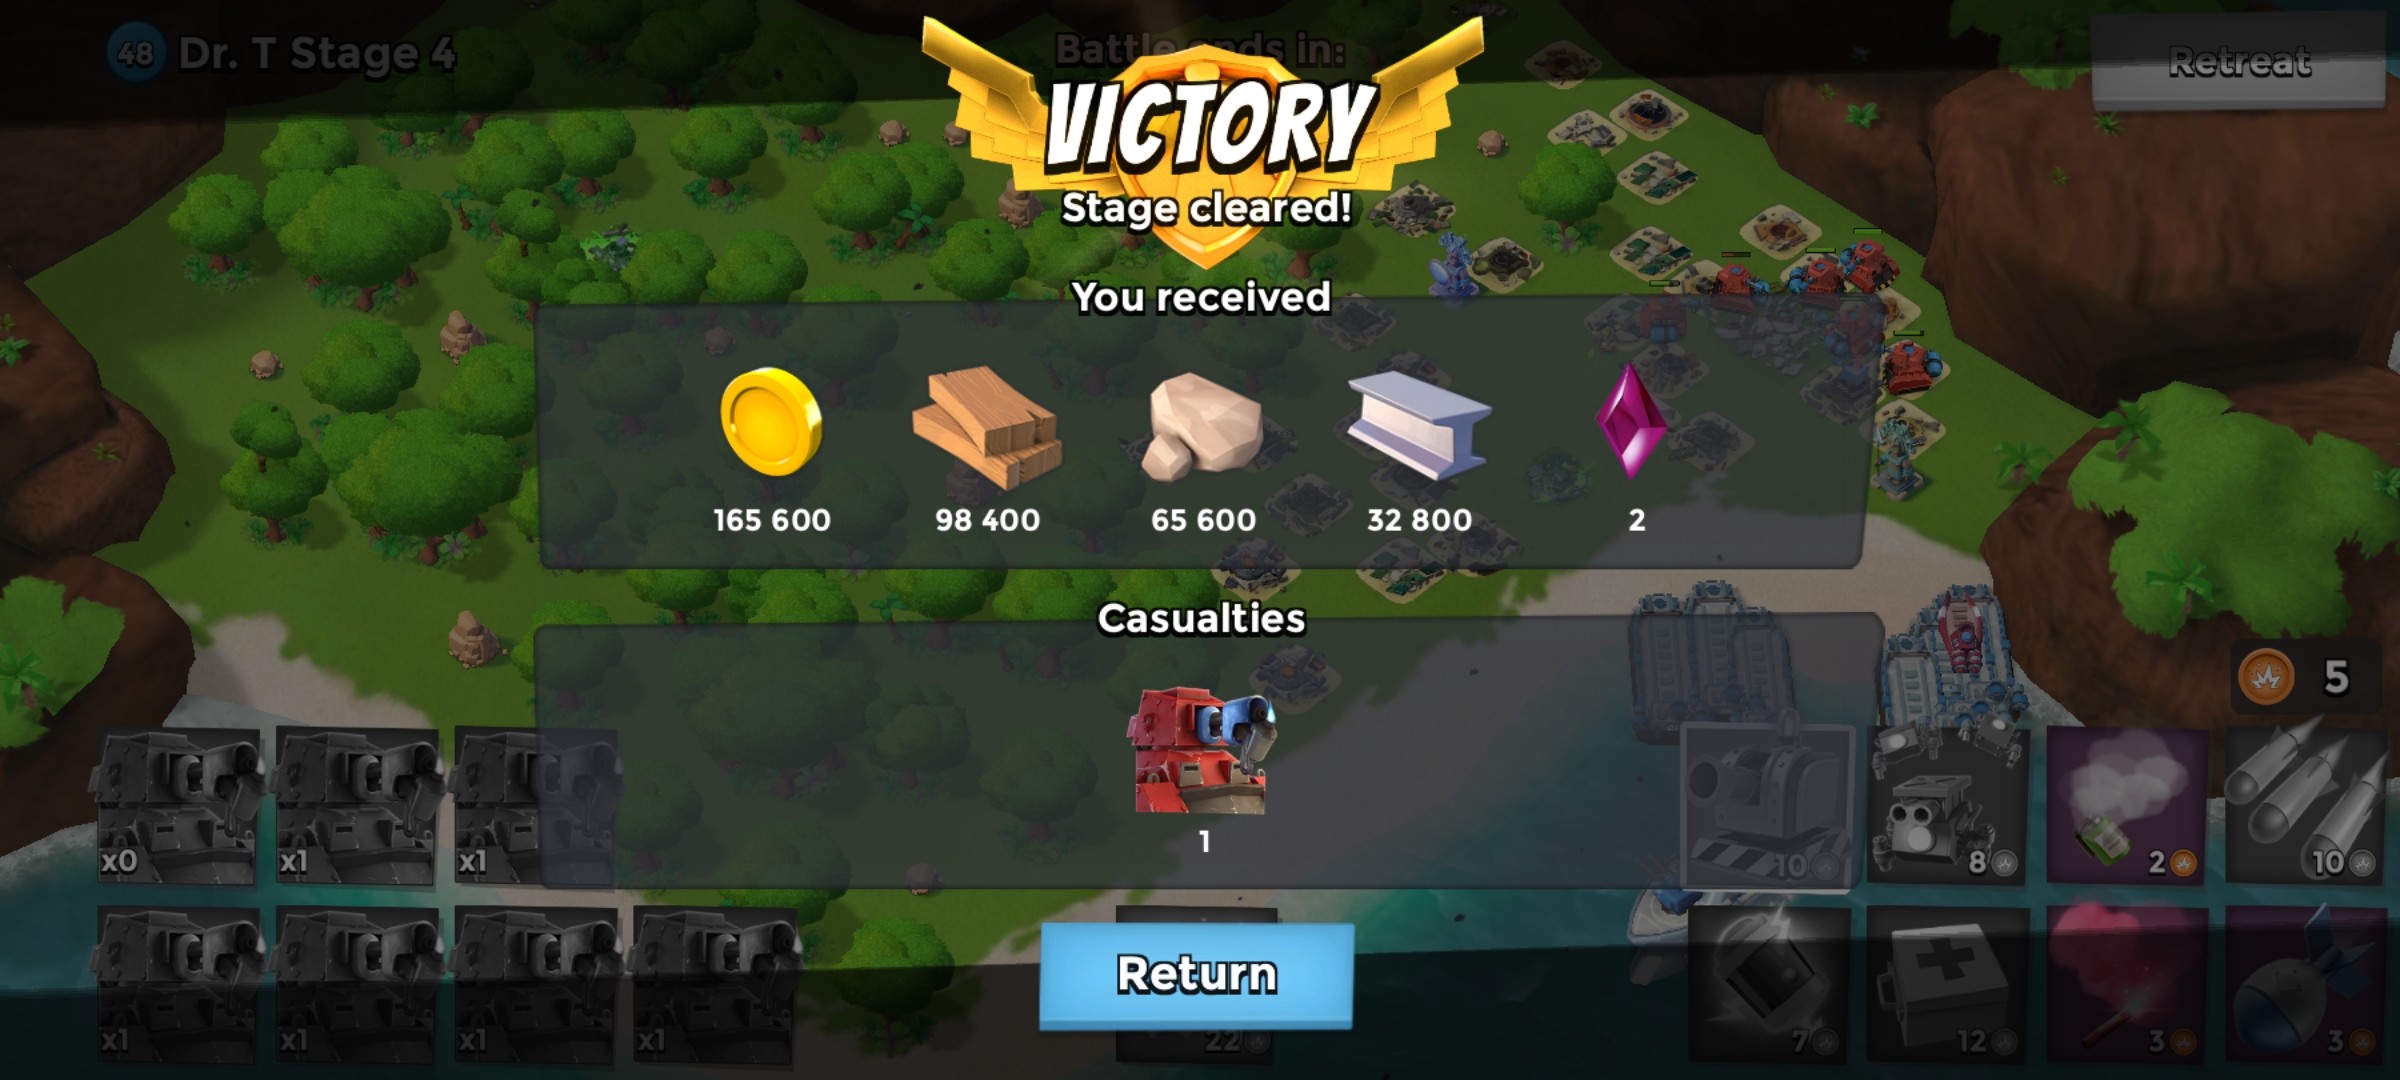 48 Dr. T Stage 4
Battle ends in:
Retreat
VICTORY
Stage cleared!
You received
165 600 98 400 65 600 32 800 2
Casualties
5
1
x0 x1 x1
10 8 2 10
Return
x1 x1 x1 x1
22 7 12 3 3